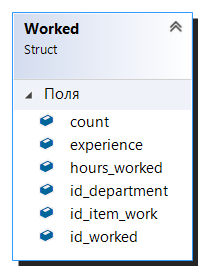 Worked
Struct
Поля
count
experience
hours_worked
id_department
id_item_work
id_worked